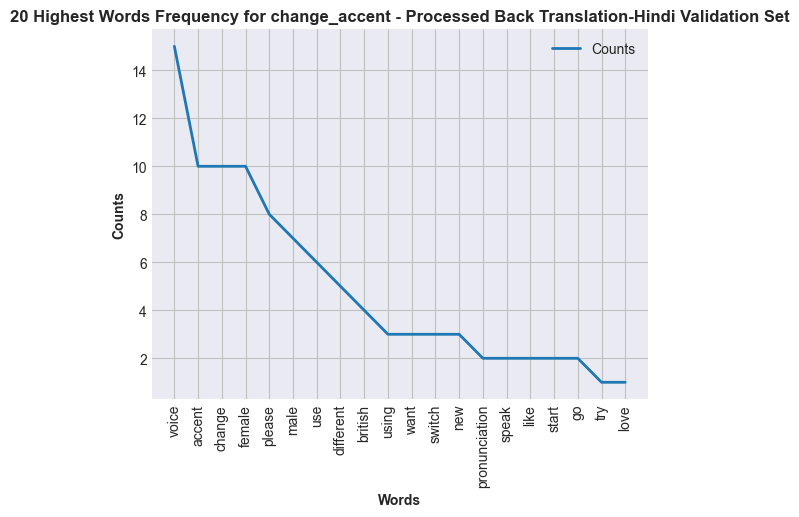 20 Highest Words Frequency for change_accent - Processed Back Translation-Hindi Validation Set
Counts
14
12
10
8
6
4
2
Counts
voice
accent
change
female
please
male
use
different
british
using
want
switch
new
pronunciation
speak
like
start
go
try
love
Words